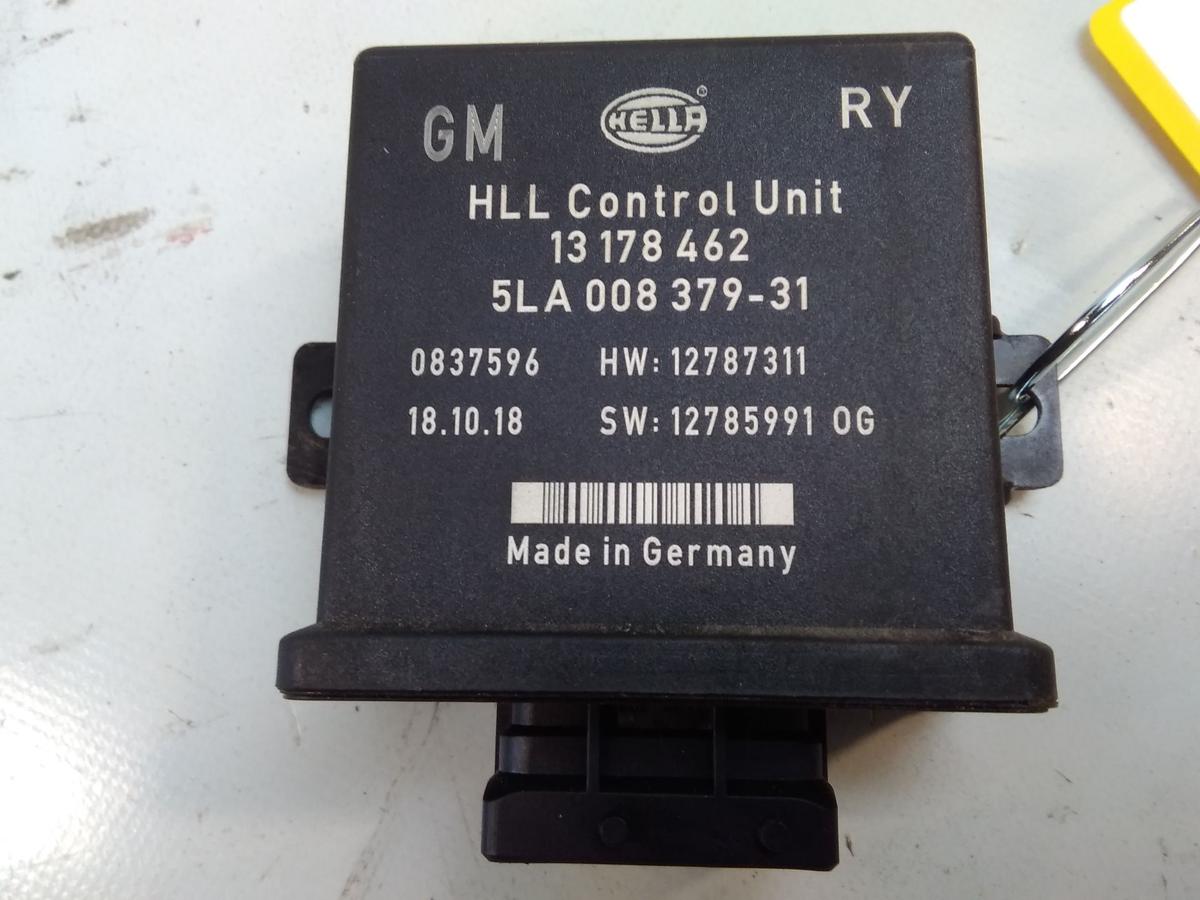 GM HELLA RY
HLL Control Unit
13 178 462
5LA 008 379-31
0837596 HW: 12787311
18.10.18 SW: 12785991 0G
Made in Germany